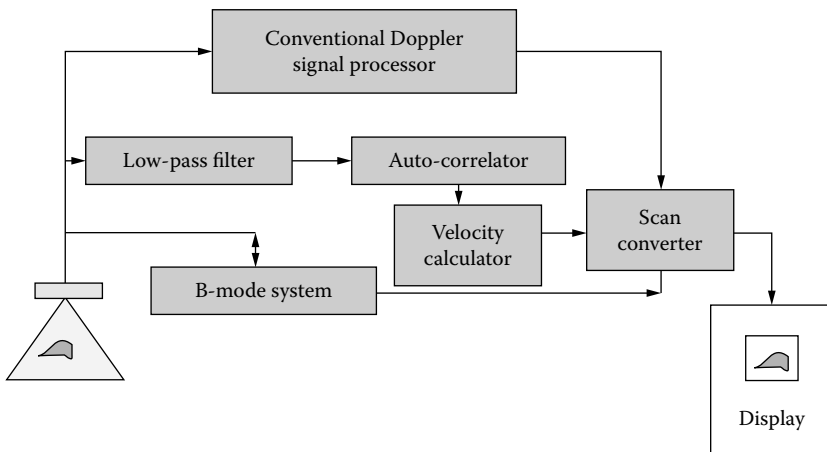 Conventional Doppler
signal processor
Low-pass filter
Auto-correlator
Velocity
calculator
Scan
converter
B-mode system
Display